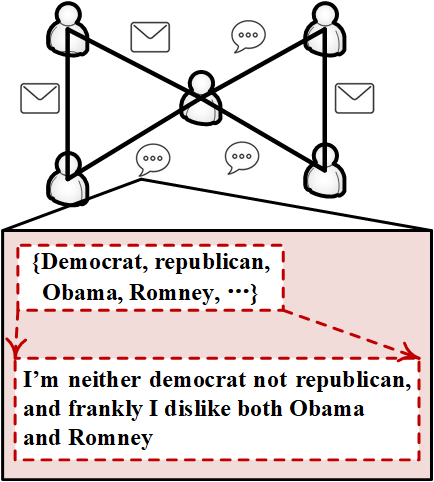 {Democrat, republican,
Obama, Romney, ···}
I'm neither democrat not republican,
and frankly I dislike both Obama
and Romney